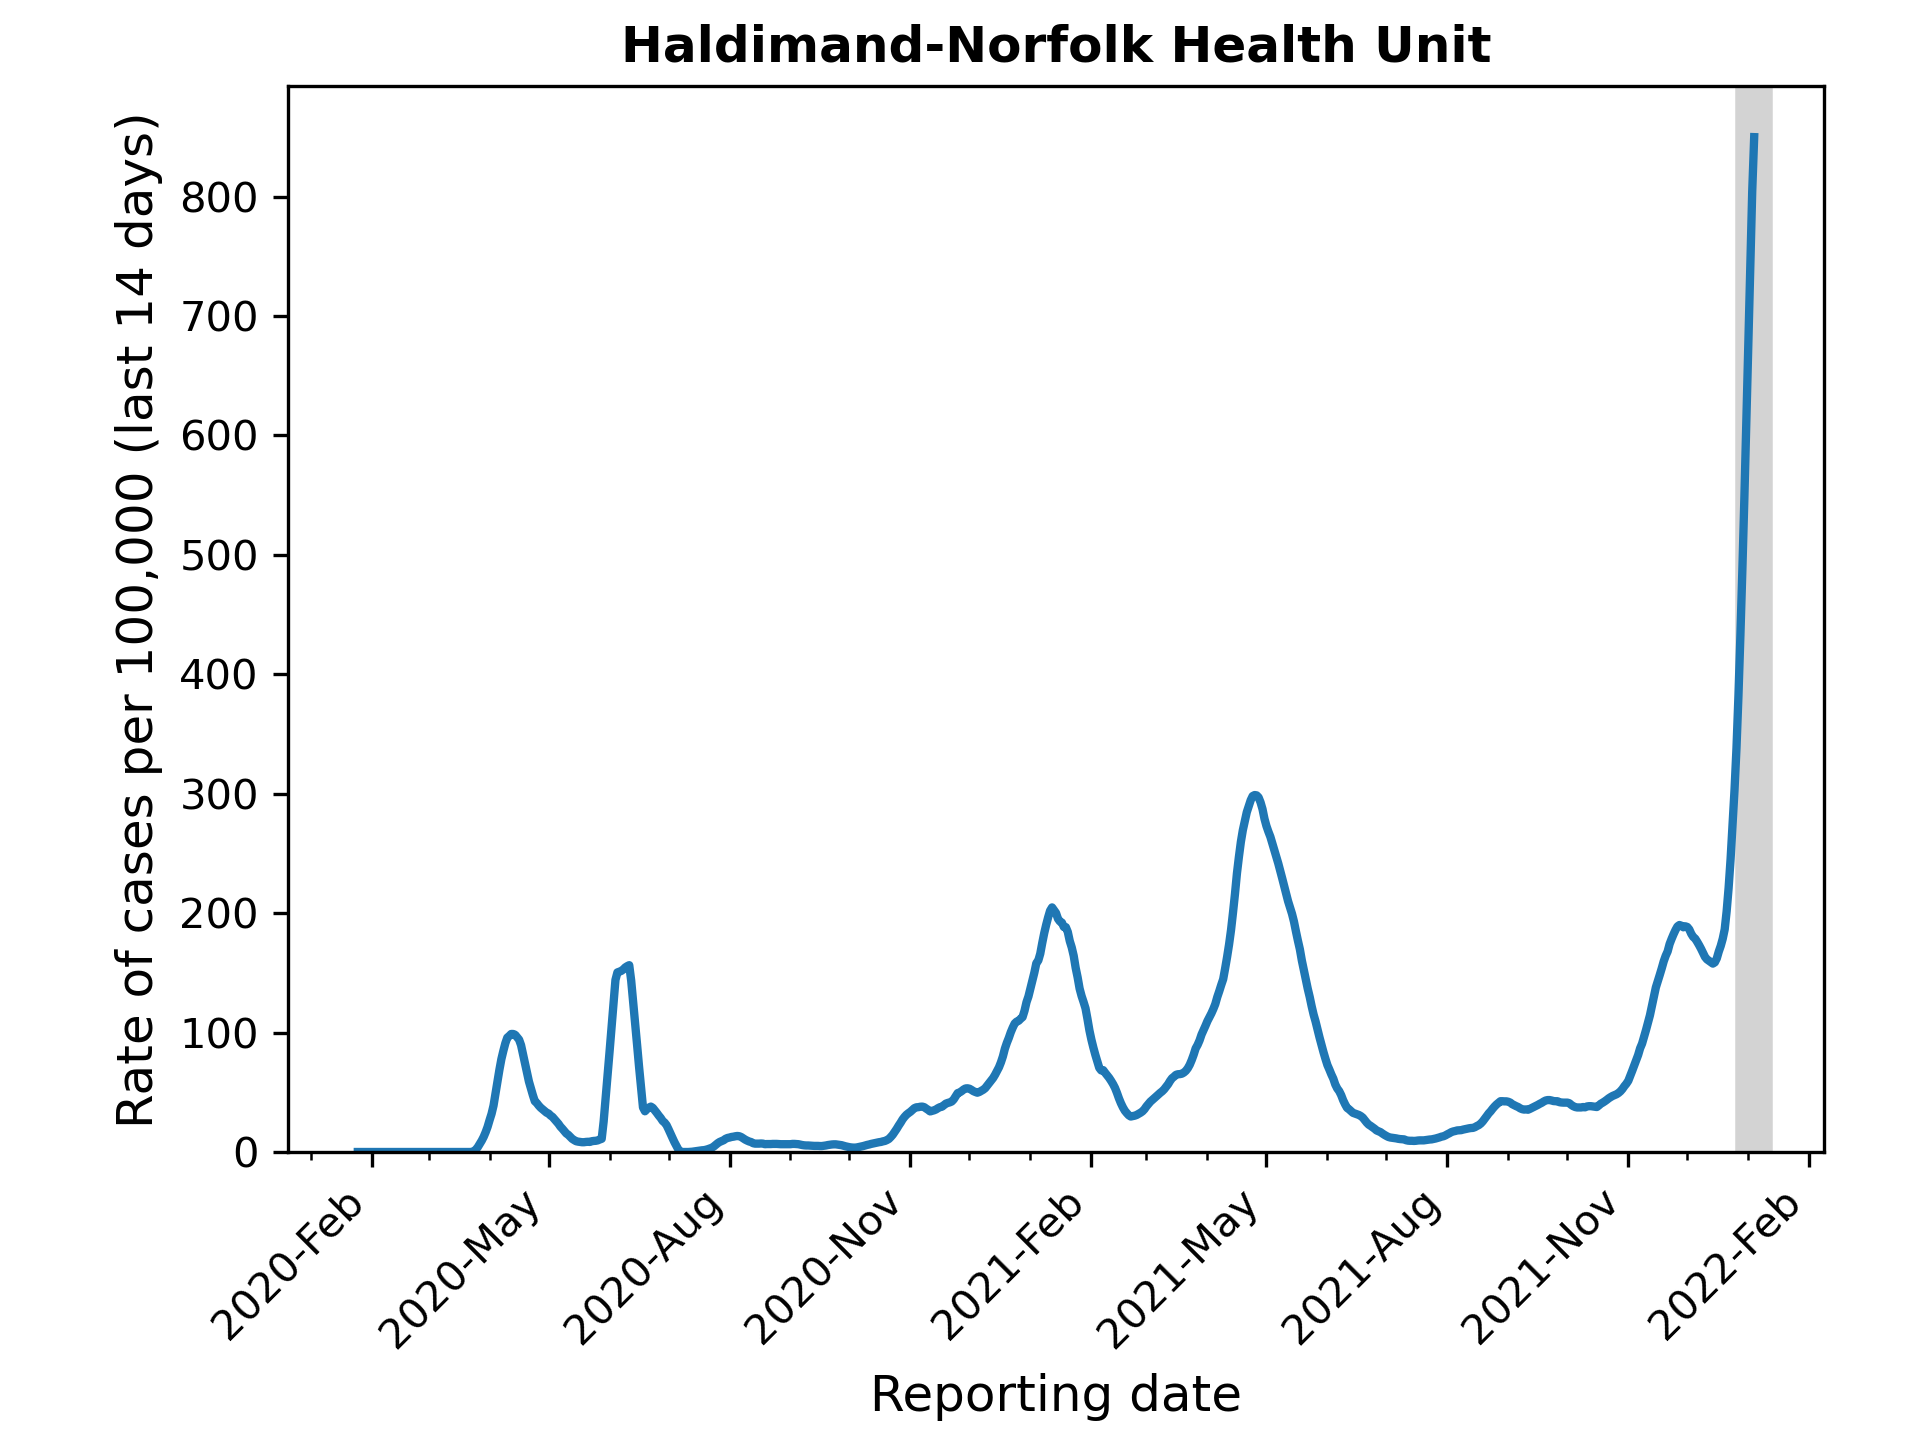 Haldimand-Norfolk Health Unit
Rate of cases per 100,000 (last 14 days)
800
700
600
500
400
300
200
100
0
2020-Feb
2020-May
2020-Aug
2020-Nov
2021-Feb
2021-May
2021-Aug
2021-Nov
2022-Feb
Reporting date